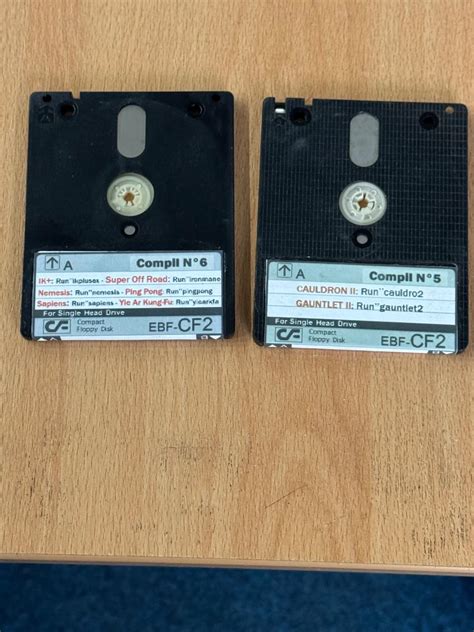 A Compil N°6
IK+: Run"ikpluses - Super Off Road: Run"ironmane
Nemesis: Run"nemesis - Ping Pong: Run"pingpong
Sapiens: Run"sapiens - Yie Ar Kung-Fu: Run"yiearkfa
For Single Head Drive
CF Compact
Floppy Disk EBF-CF2
A Compil N°5
CAULDRON II: Run"cauldro2
GAUNTLET II: Run"gauntlet2
For Single Head Drive
CF Compact
Floppy Disk EBF-CF2